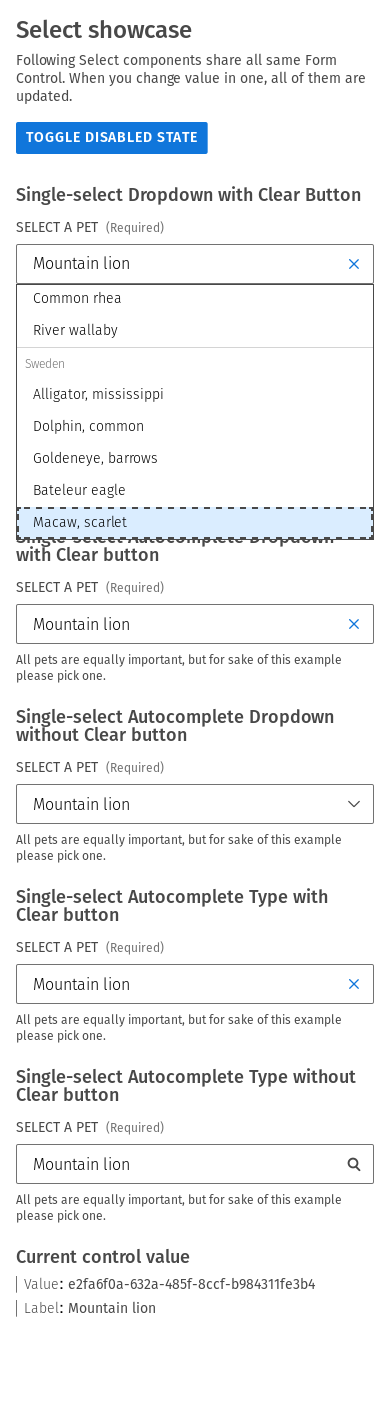 Select showcase
Following Select components share all same Form
Control. When you change value in one, all of them are
updated.
TOGGLE DISABLED STATE
Single-select Dropdown with Clear Button
SELECT A PET (Required)
Mountain lion
Common rhea
River wallaby
Sweden
Alligator, mississippi
Dolphin, common
Goldeneye, barrows
Bateleur eagle
Macaw, scarlet
Single-select Autocomplete Dropdown
with Clear button
SELECT A PET (Required)
Mountain lion
All pets are equally important, but for sake of this example
please pick one.
Single-select Autocomplete Dropdown
without Clear button
SELECT A PET (Required)
Mountain lion
All pets are equally important, but for sake of this example
please pick one.
Single-select Autocomplete Type with
Clear button
SELECT A PET (Required)
Mountain lion
All pets are equally important, but for sake of this example
please pick one.
Single-select Autocomplete Type without
Clear button
SELECT A PET (Required)
Mountain lion
All pets are equally important, but for sake of this example
please pick one.
Current control value
Value: e2fa6f0a-632a-485f-8ccf-b984311fe3b4
Label: Mountain lion